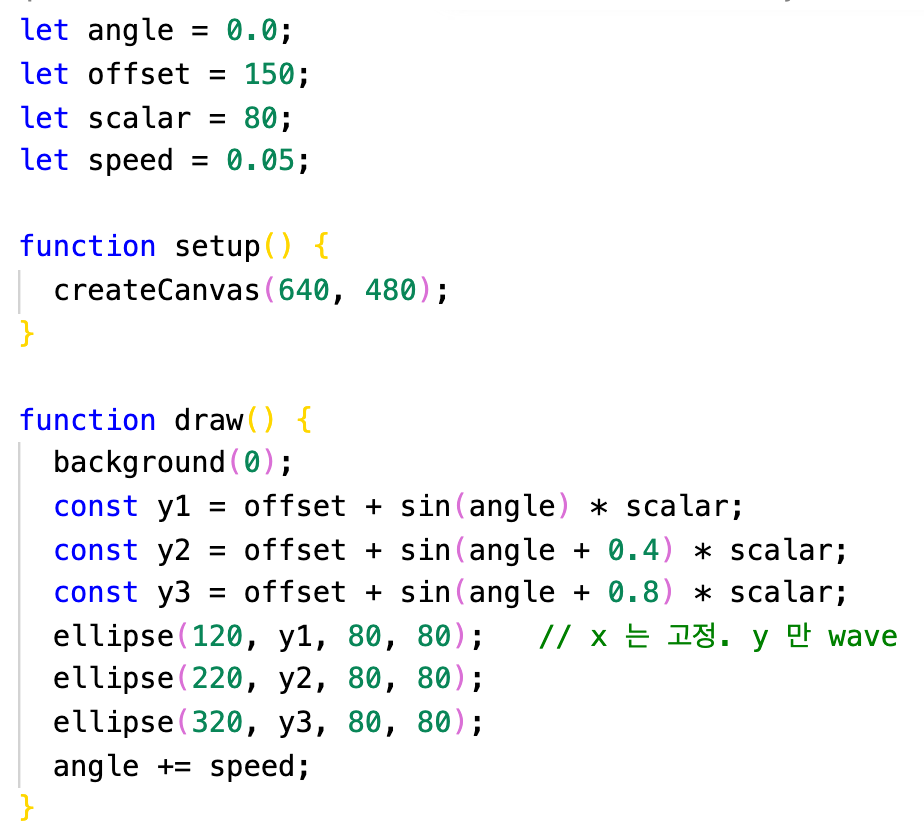 let angle = 0.0;
let offset = 150;
let scalar = 80;
let speed = 0.05;
function setup() {
createCanvas(640, 480);
}
function draw() {
background(0);
const y1 = offset + sin(angle) * scalar;
const y2 = offset + sin(angle + 0.4) * scalar;
const y3 = offset + sin(angle + 0.8) * scalar;
ellipse(120, y1, 80, 80);   // x 는 고정. y 만 wave
ellipse(220, y2, 80, 80);
ellipse(320, y3, 80, 80);
angle += speed;
}